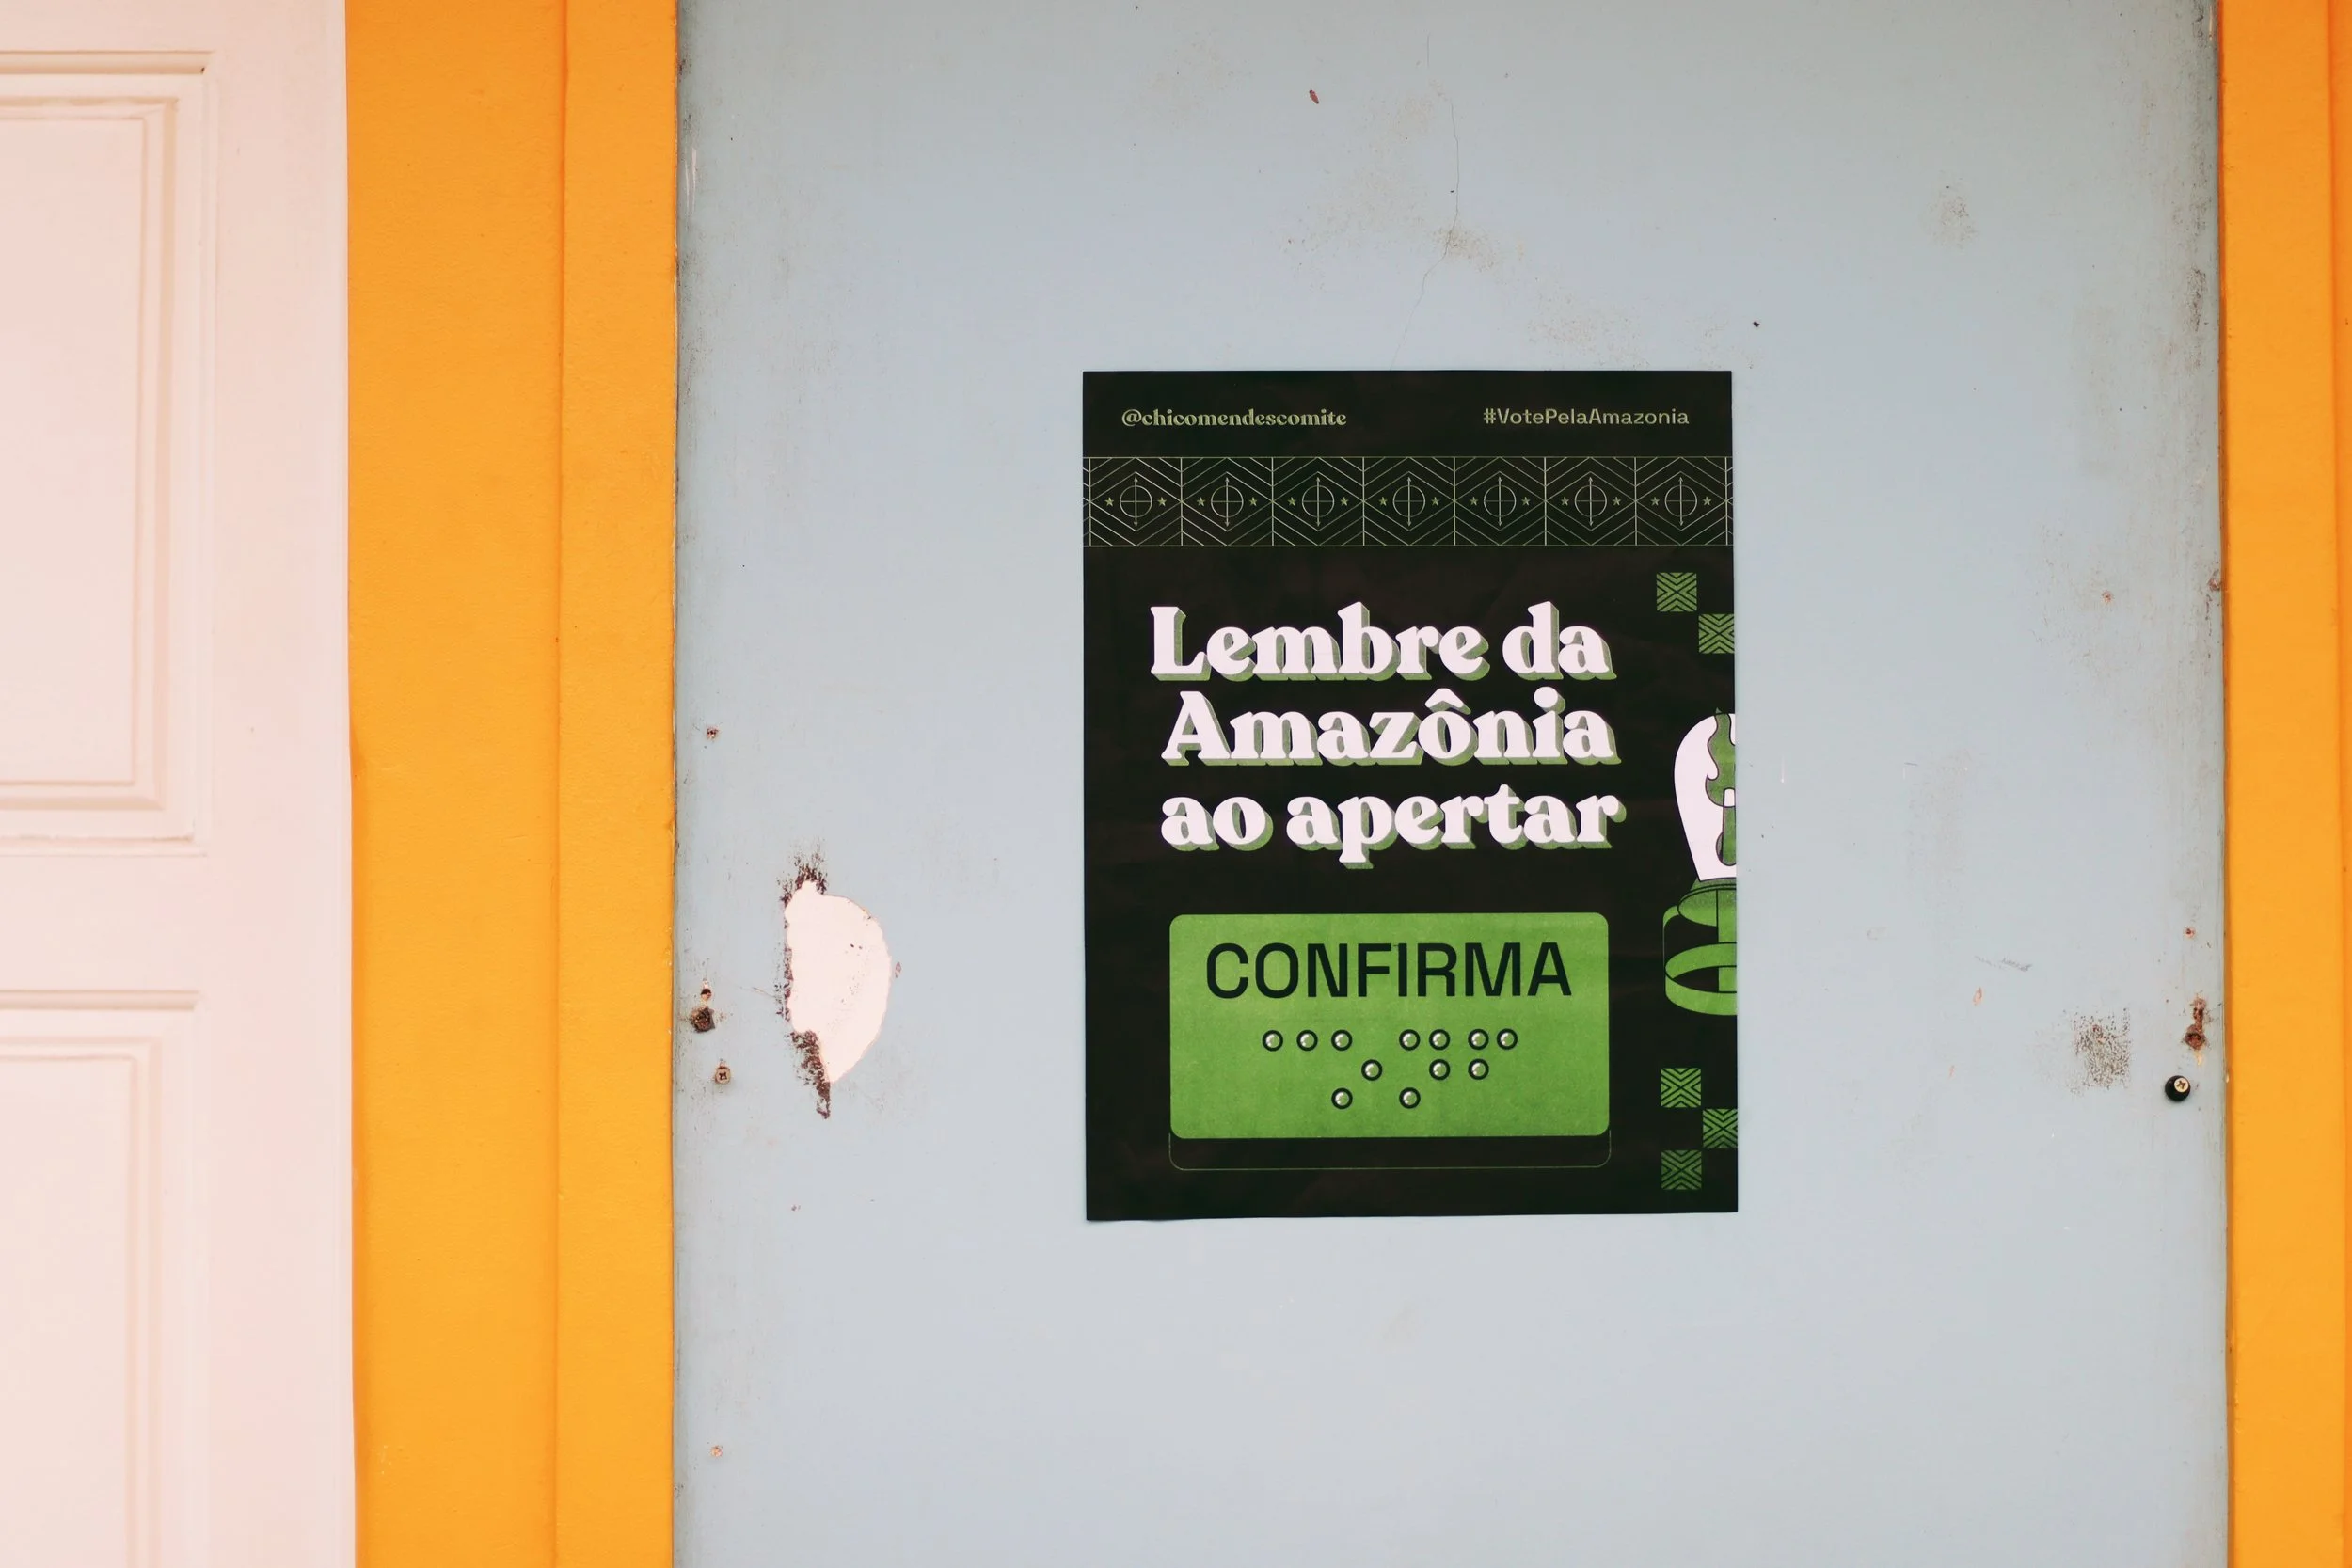 @chicomendescomite #VotePelaAmazonia
Lembre da
Amazônia
ao apertar
CONFIRMA